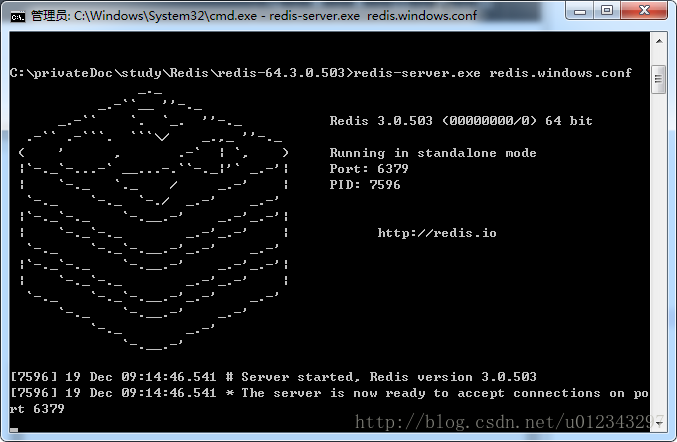 管理员: C:\Windows\System32\cmd.exe - redis-server.exe  redis.windows.conf
C:\privateDoc\study\Redis\redis-64.3.0.503>redis-server.exe redis.windows.conf
Redis 3.0.503 (00000000/0) 64 bit
Running in standalone mode
Port: 6379
PID: 7596
http://redis.io
[7596] 19 Dec 09:14:46.541 # Server started, Redis version 3.0.503
[7596] 19 Dec 09:14:46.541 * The server is now ready to accept connections on po
rt 6379
http://blog.csdn.net/u012343297